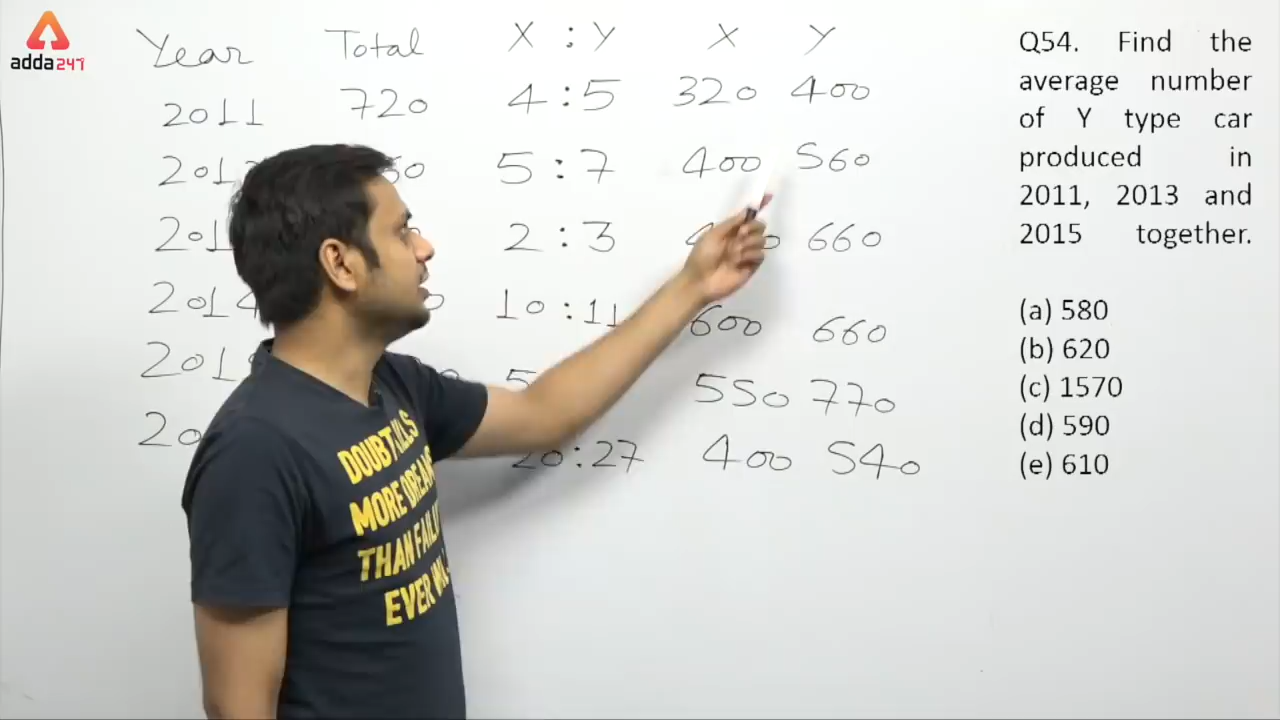 adda247
Year Total X : Y X Y
2011 720 4 : 5 320 400
5 : 7 400 560
2 : 3 660
2014 10 : 11 600 660
550 770
20 : 27 400 540
DOUBT KILLS
MORE DREAMS
THAN FAILURE
EVER WILL
Q54. Find the
average number
of Y type car
produced in
2011, 2013 and
2015 together.
(a) 580
(b) 620
(c) 1570
(d) 590
(e) 610